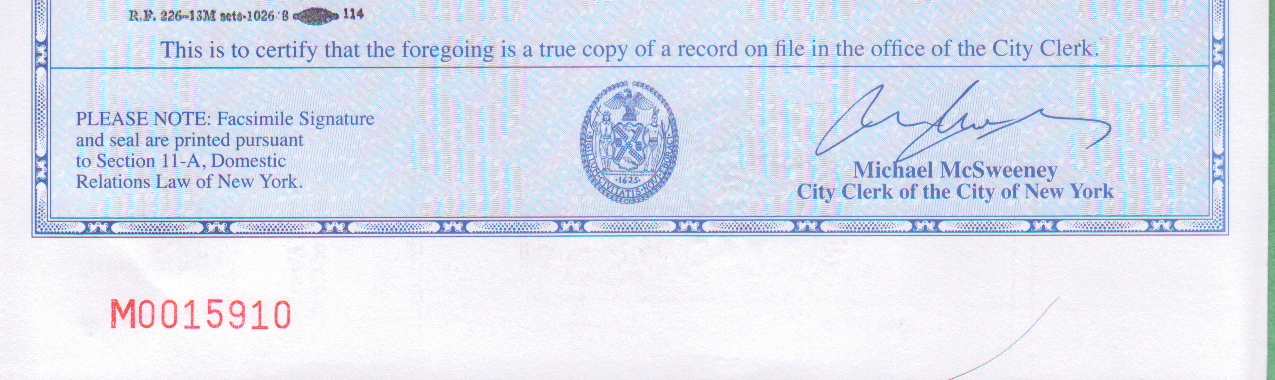 R.F. 226-13M sets-1026-8 114
This is to certify that the foregoing is a true copy of a record on file in the office of the City Clerk.
PLEASE NOTE: Facsimile Signature
and seal are printed pursuant
to Section 11-A, Domestic
Relations Law of New York.
·1625·
Michael McSweeney
City Clerk of the City of New York
M0015910